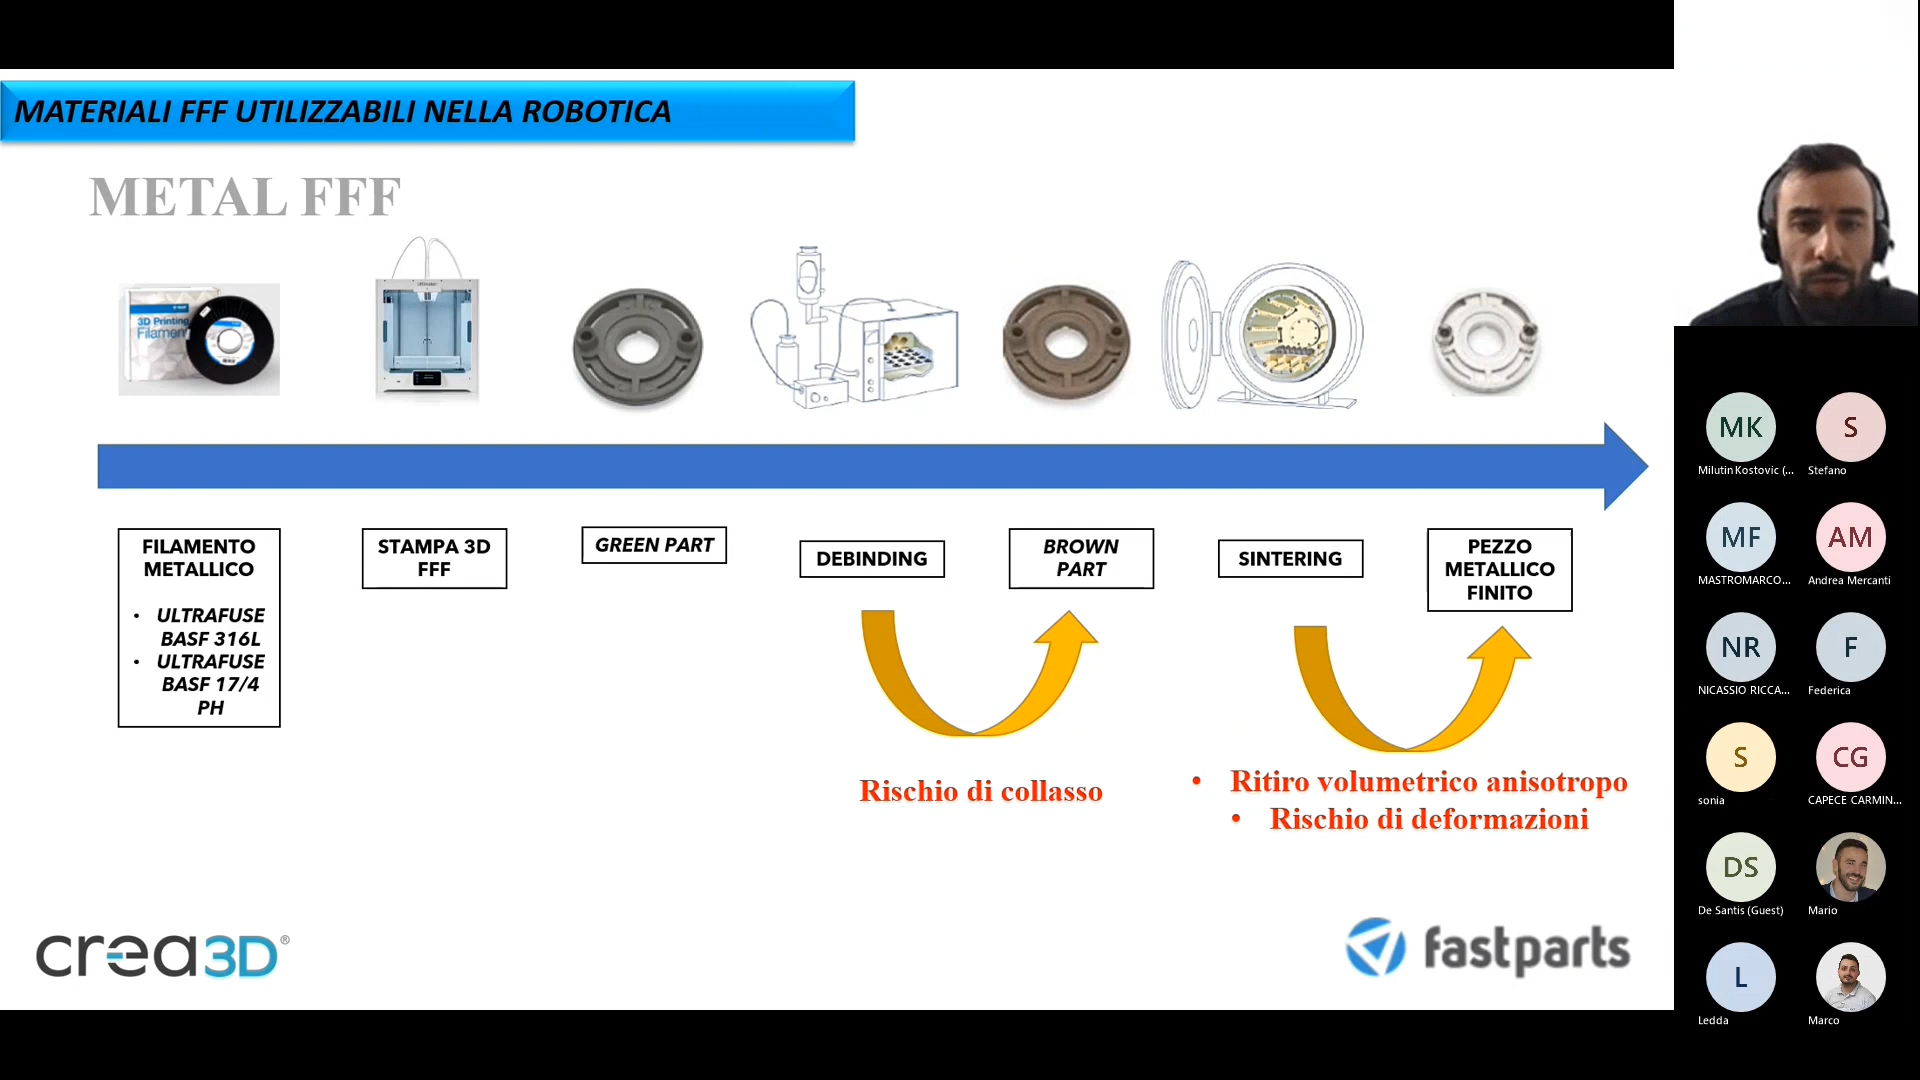 MATERIALI FFF UTILIZZABILI NELLA ROBOTICA
METAL FFF
3D Printing
Filament
FILAMENTO
METALLICO
• ULTRAFUSE
BASF 316L
• ULTRAFUSE
BASF 17/4
PH
STAMPA 3D
FFF
GREEN PART
DEBINDING
BROWN
PART
SINTERING
PEZZO
METALLICO
FINITO
Rischio di collasso
• Ritiro volumetrico anisotropo
• Rischio di deformazioni
crea3D®
fastparts
MK
Milutin Kostovic (...
S
Stefano
MF
MASTROMARCO...
AM
Andrea Mercanti
NR
NICASSIO RICCA...
F
Federica
S
sonia
CG
CAPECE CARMIN...
DS
De Santis (Guest)
Mario
L
Ledda
Marco